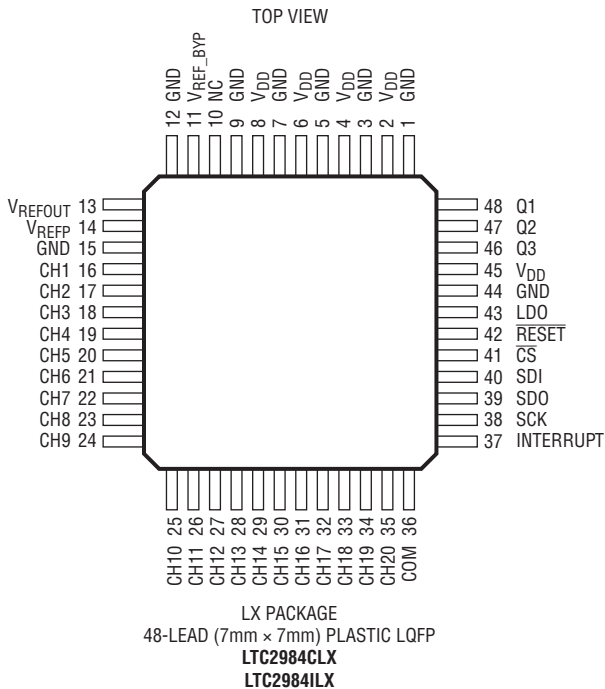 TOP VIEW
12 GND
11 VREF_BYP
10 NC
9 GND
8 VDD
7 GND
6 VDD
5 GND
4 VDD
3 GND
2 VDD
1 GND
VREFOUT 13
VREFP 14
GND 15
CH1 16
CH2 17
CH3 18
CH4 19
CH5 20
CH6 21
CH7 22
CH8 23
CH9 24
48 Q1
47 Q2
46 Q3
45 VDD
44 GND
43 LDO
42 RESET
41 CS
40 SDI
39 SDO
38 SCK
37 INTERRUPT
CH10 25
CH11 26
CH12 27
CH13 28
CH14 29
CH15 30
CH16 31
CH17 32
CH18 33
CH19 34
CH20 35
COM 36
LX PACKAGE
48-LEAD (7mm × 7mm) PLASTIC LQFP
LTC2984CLX
LTC2984ILX